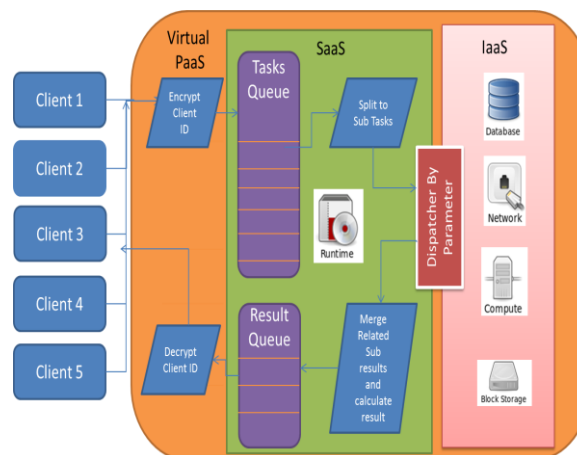 Virtual
PaaS
SaaS
IaaS
Client 1
Client 2
Client 3
Client 4
Client 5
Encrypt
Client
ID
Tasks
Queue
Split to
Sub Tasks
Runtime
Dispatcher By
Parameter
Database
Network
Compute
Block Storage
Merge
Related
Sub
results
and
calculate
result
Result
Queue
Decrypt
Client ID